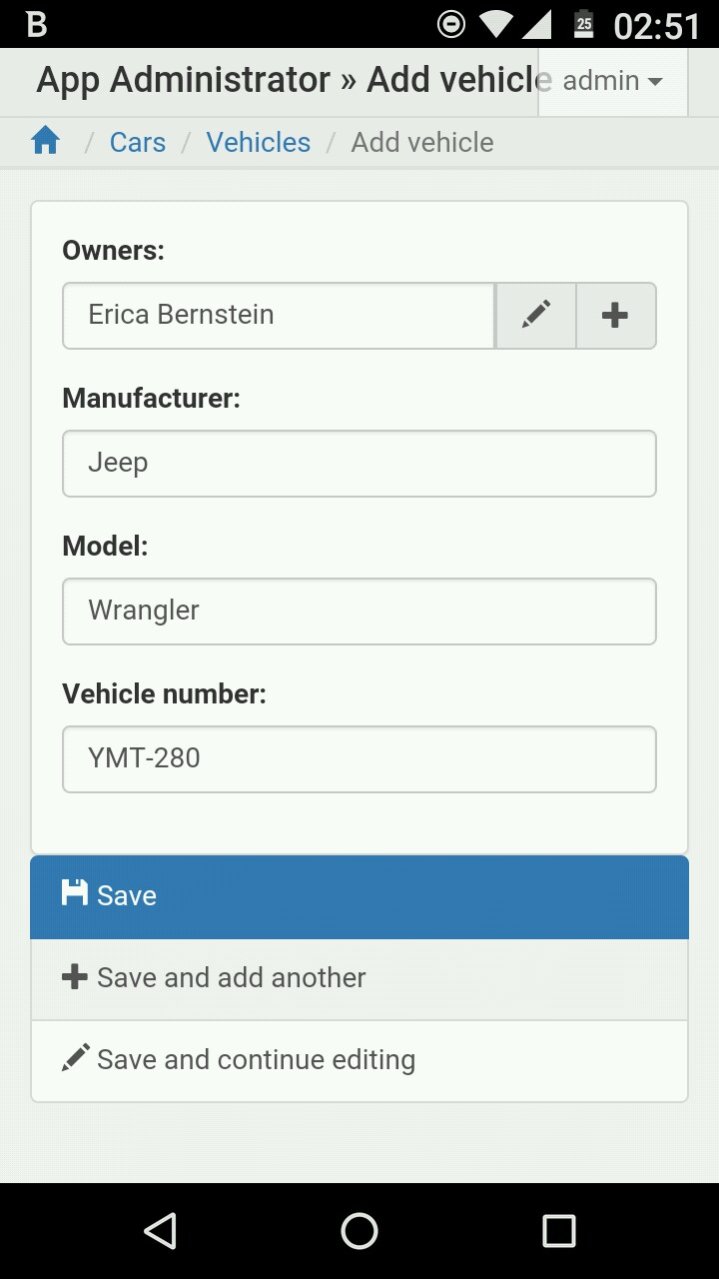 B 25 02:51
App Administrator » Add vehicle admin
/ Cars / Vehicles / Add vehicle
Owners:
Erica Bernstein
Manufacturer:
Jeep
Model:
Wrangler
Vehicle number:
YMT-280
Save
Save and add another
Save and continue editing